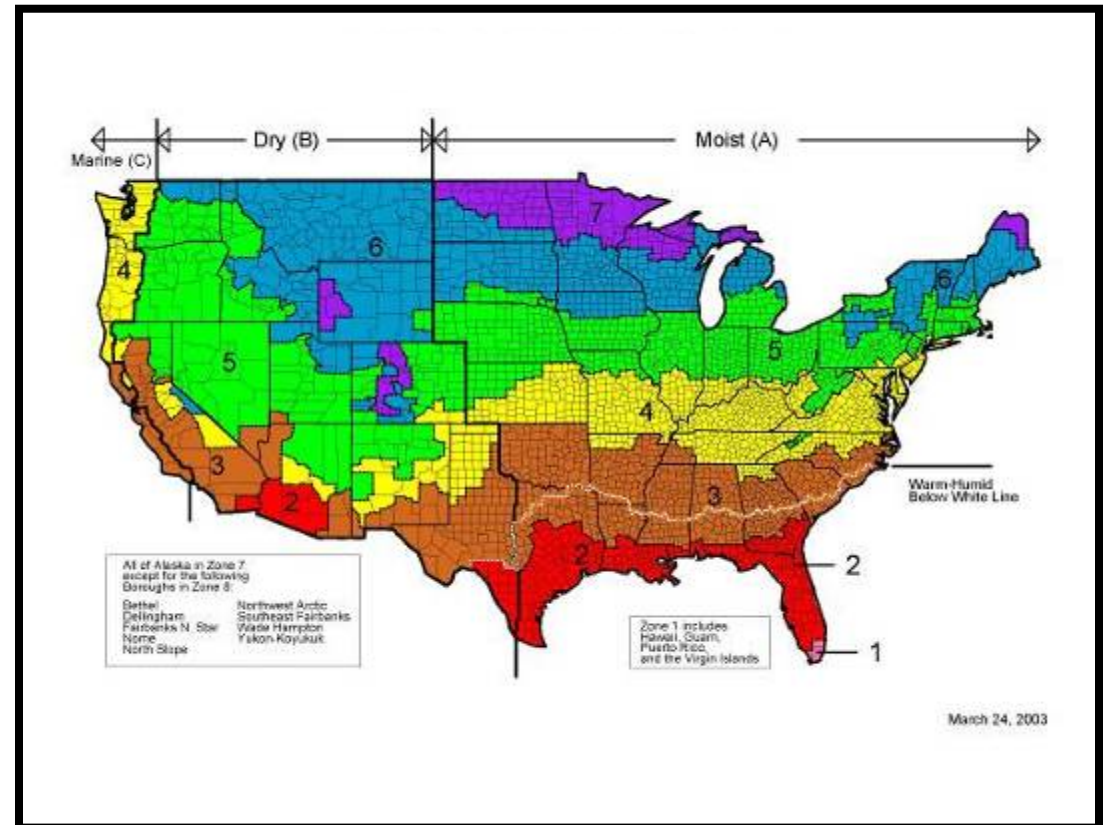 Marine (C)
Dry (B)
Moist (A)
7
6
6
4
5
5
4
3
3
2
2
Warm-Humid
Below White Line
2
1
All of Alaska in Zone 7
except for the following
Boroughs in Zone 8:
Bethel Northwest Arctic
Dellingham Southeast Fairbanks
Fairbanks N. Star Wade Hampton
Nome Yukon-Koyukuk
North Slope
Zone 1 includes
Hawaii, Guam,
Puerto Rico,
and the Virgin Islands
March 24, 2003